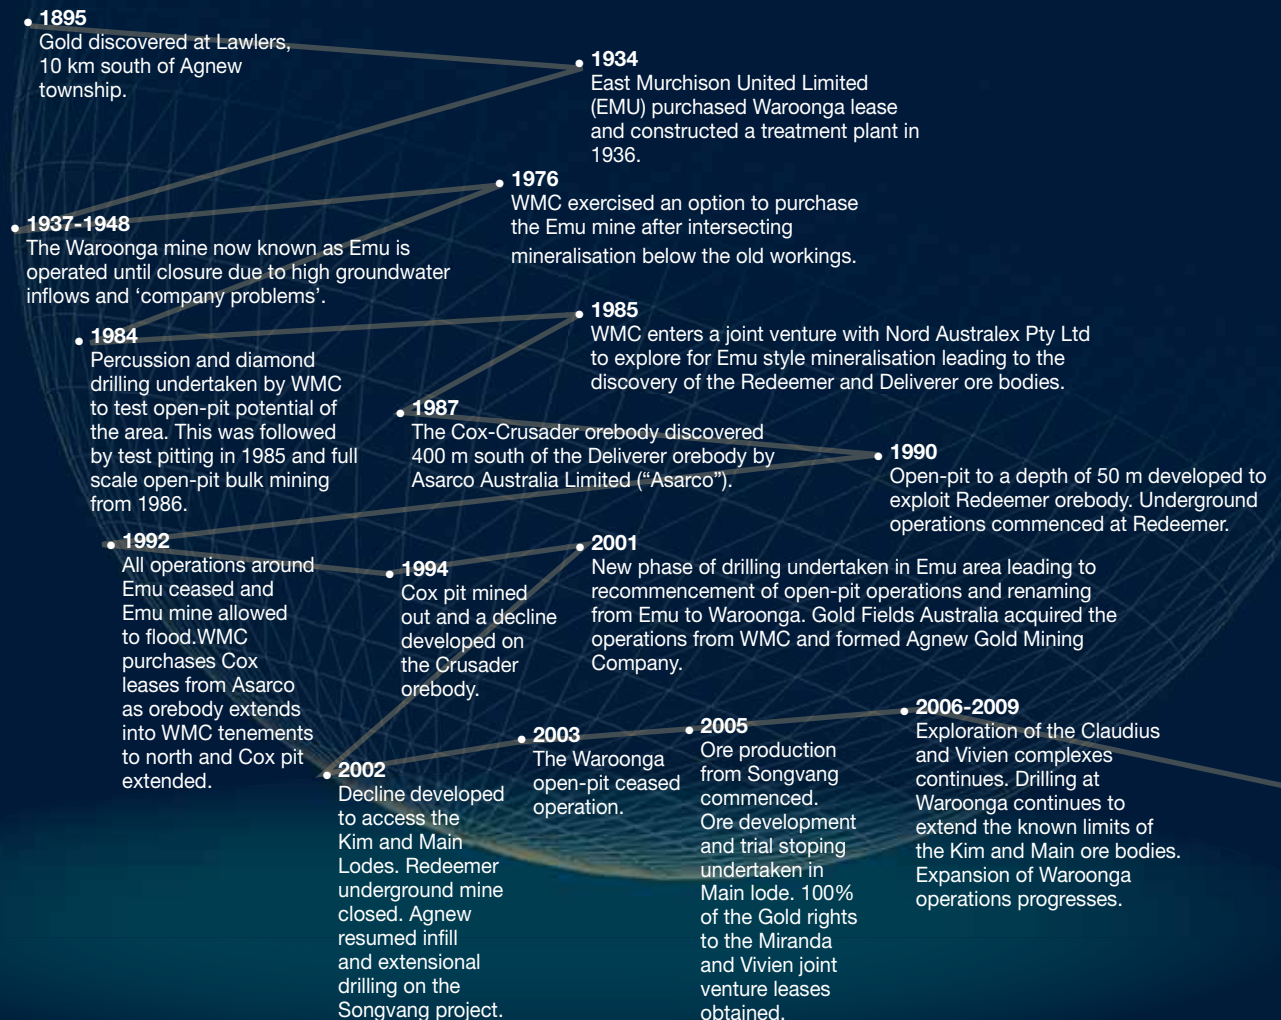 1895
Gold discovered at Lawlers,
10 km south of Agnew
township.
1934
East Murchison United Limited
(EMU) purchased Waroonga lease
and constructed a treatment plant in
1936.
1937-1948
The Waroonga mine now known as Emu is
operated until closure due to high groundwater
inflows and ‘company problems’.
1976
WMC exercised an option to purchase
the Emu mine after intersecting
mineralisation below the old workings.
1984
Percussion and diamond
drilling undertaken by WMC
to test open-pit potential of
the area. This was followed
by test pitting in 1985 and full
scale open-pit bulk mining
from 1986.
1985
WMC enters a joint venture with Nord Australex Pty Ltd
to explore for Emu style mineralisation leading to the
discovery of the Redeemer and Deliverer ore bodies.
1987
The Cox-Crusader orebody discovered
400 m south of the Deliverer orebody by
Asarco Australia Limited (“Asarco”).
1990
Open-pit to a depth of 50 m developed to
exploit Redeemer orebody. Underground
operations commenced at Redeemer.
1992
All operations around
Emu ceased and
Emu mine allowed
to flood.WMC
purchases Cox
leases from Asarco
as orebody extends
into WMC tenements
to north and Cox pit
extended.
1994
Cox pit mined
out and a decline
developed on
the Crusader
orebody.
2001
New phase of drilling undertaken in Emu area leading to
recommencement of open-pit operations and renaming
from Emu to Waroonga. Gold Fields Australia acquired the
operations from WMC and formed Agnew Gold Mining
Company.
2002
Decline developed
to access the
Kim and Main
Lodes. Redeemer
underground mine
closed. Agnew
resumed infill
and extensional
drilling on the
Songvang project.
2003
The Waroonga
open-pit ceased
operation.
2005
Ore production
from Songvang
commenced.
Ore development
and trial stoping
undertaken in
Main lode. 100%
of the Gold rights
to the Miranda
and Vivien joint
venture leases
obtained.
2006-2009
Exploration of the Claudius
and Vivien complexes
continues. Drilling at
Waroonga continues to
extend the known limits of
the Kim and Main ore bodies.
Expansion of Waroonga
operations progresses.